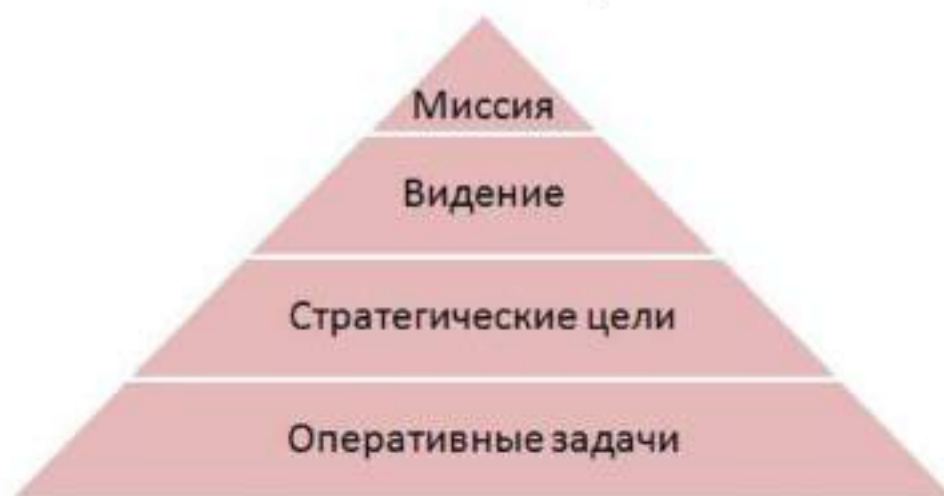 Миссия
Видение
Стратегические цели
Оперативные задачи